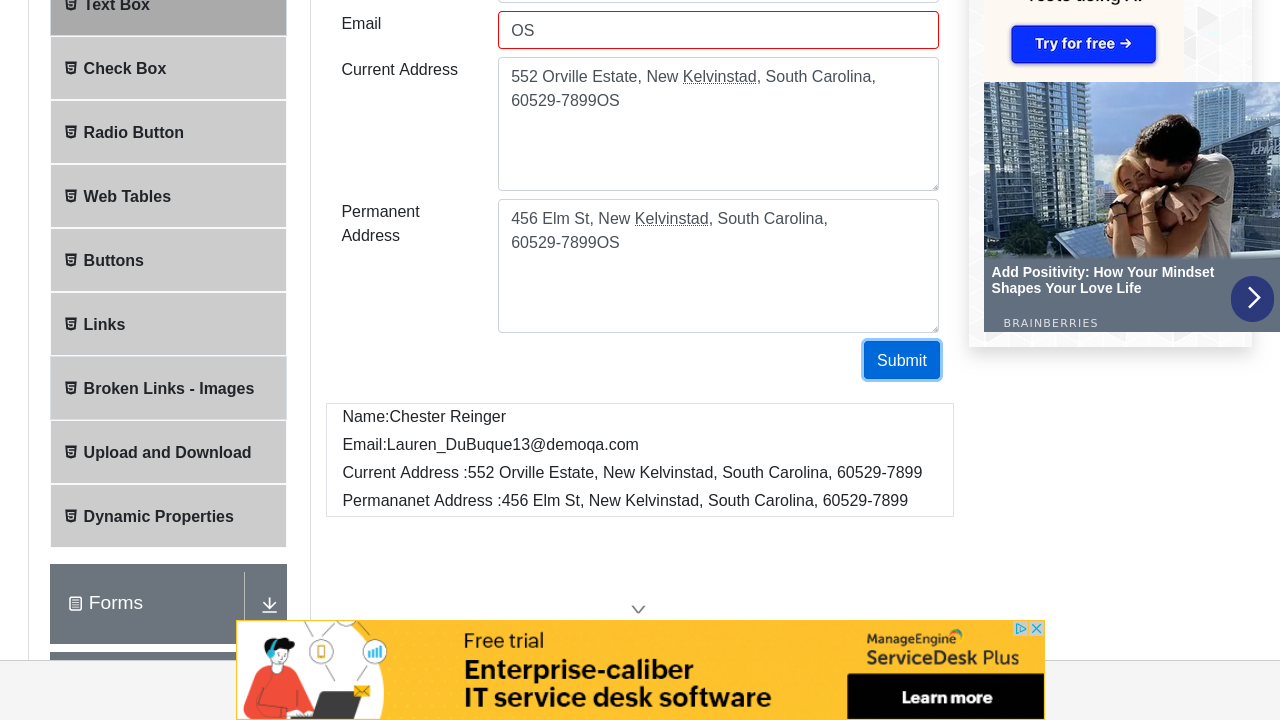 Text Box
Check Box
Radio Button
Web Tables
Buttons
Links
Broken Links - Images
Upload and Download
Dynamic Properties
Forms
Email
OS
Current Address
552 Orville Estate, New Kelvinstad, South Carolina,
60529-7899OS
Permanent
Address
456 Elm St, New Kelvinstad, South Carolina,
60529-7899OS
Submit
Name:Chester Reinger
Email:Lauren_DuBuque13@demoqa.com
Current Address :552 Orville Estate, New Kelvinstad, South Carolina, 60529-7899
Permananet Address :456 Elm St, New Kelvinstad, South Carolina, 60529-7899
Try for free →
KPMG
Add Positivity: How Your Mindset
Shapes Your Love Life
BRAINBERRIES
Free trial
Enterprise-caliber
IT service desk software
ManageEngine
ServiceDesk Plus
Learn more